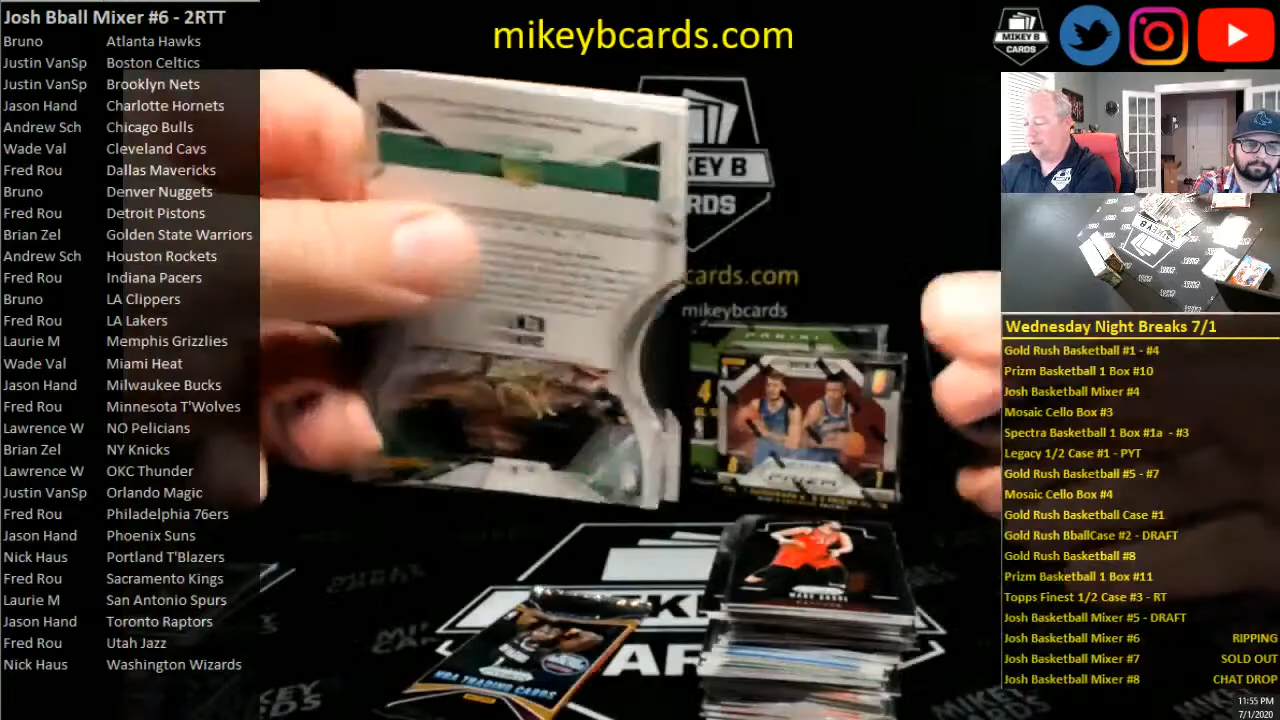 Josh Bball Mixer #6 - 2RTT
Bruno Atlanta Hawks
Justin VanSp Boston Celtics
Justin VanSp Brooklyn Nets
Jason Hand Charlotte Hornets
Andrew Sch Chicago Bulls
Wade Val Cleveland Cavs
Fred Rou Dallas Mavericks
Bruno Denver Nuggets
Fred Rou Detroit Pistons
Brian Zel Golden State Warriors
Andrew Sch Houston Rockets
Fred Rou Indiana Pacers
Bruno LA Clippers
Fred Rou LA Lakers
Laurie M Memphis Grizzlies
Wade Val Miami Heat
Jason Hand Milwaukee Bucks
Fred Rou Minnesota T'Wolves
Lawrence W NO Pelicians
Brian Zel NY Knicks
Lawrence W OKC Thunder
Justin VanSp Orlando Magic
Fred Rou Philadelphia 76ers
Jason Hand Phoenix Suns
Nick Haus Portland T'Blazers
Fred Rou Sacramento Kings
Laurie M San Antonio Spurs
Jason Hand Toronto Raptors
Fred Rou Utah Jazz
Nick Haus Washington Wizards
mikeybcards.com
MIKEY B
CARDS
KEY B
RDS
cards.com
mikeybcards
PANINI
PRIZM
NBA TRADING CARDS
Wednesday Night Breaks 7/1
Gold Rush Basketball #1 - #4
Prizm Basketball 1 Box #10
Josh Basketball Mixer #4
Mosaic Cello Box #3
Spectra Basketball 1 Box #1a - #3
Legacy 1/2 Case #1 - PYT
Gold Rush Basketball #5 - #7
Mosaic Cello Box #4
Gold Rush Basketball Case #1
Gold Rush BballCase #2 - DRAFT
Gold Rush Basketball #8
Prizm Basketball 1 Box #11
Topps Finest 1/2 Case #3 - RT
Josh Basketball Mixer #5 - DRAFT
Josh Basketball Mixer #6 RIPPING
Josh Basketball Mixer #7 SOLD OUT
Josh Basketball Mixer #8 CHAT DROP
11:55 PM
7/1/2020